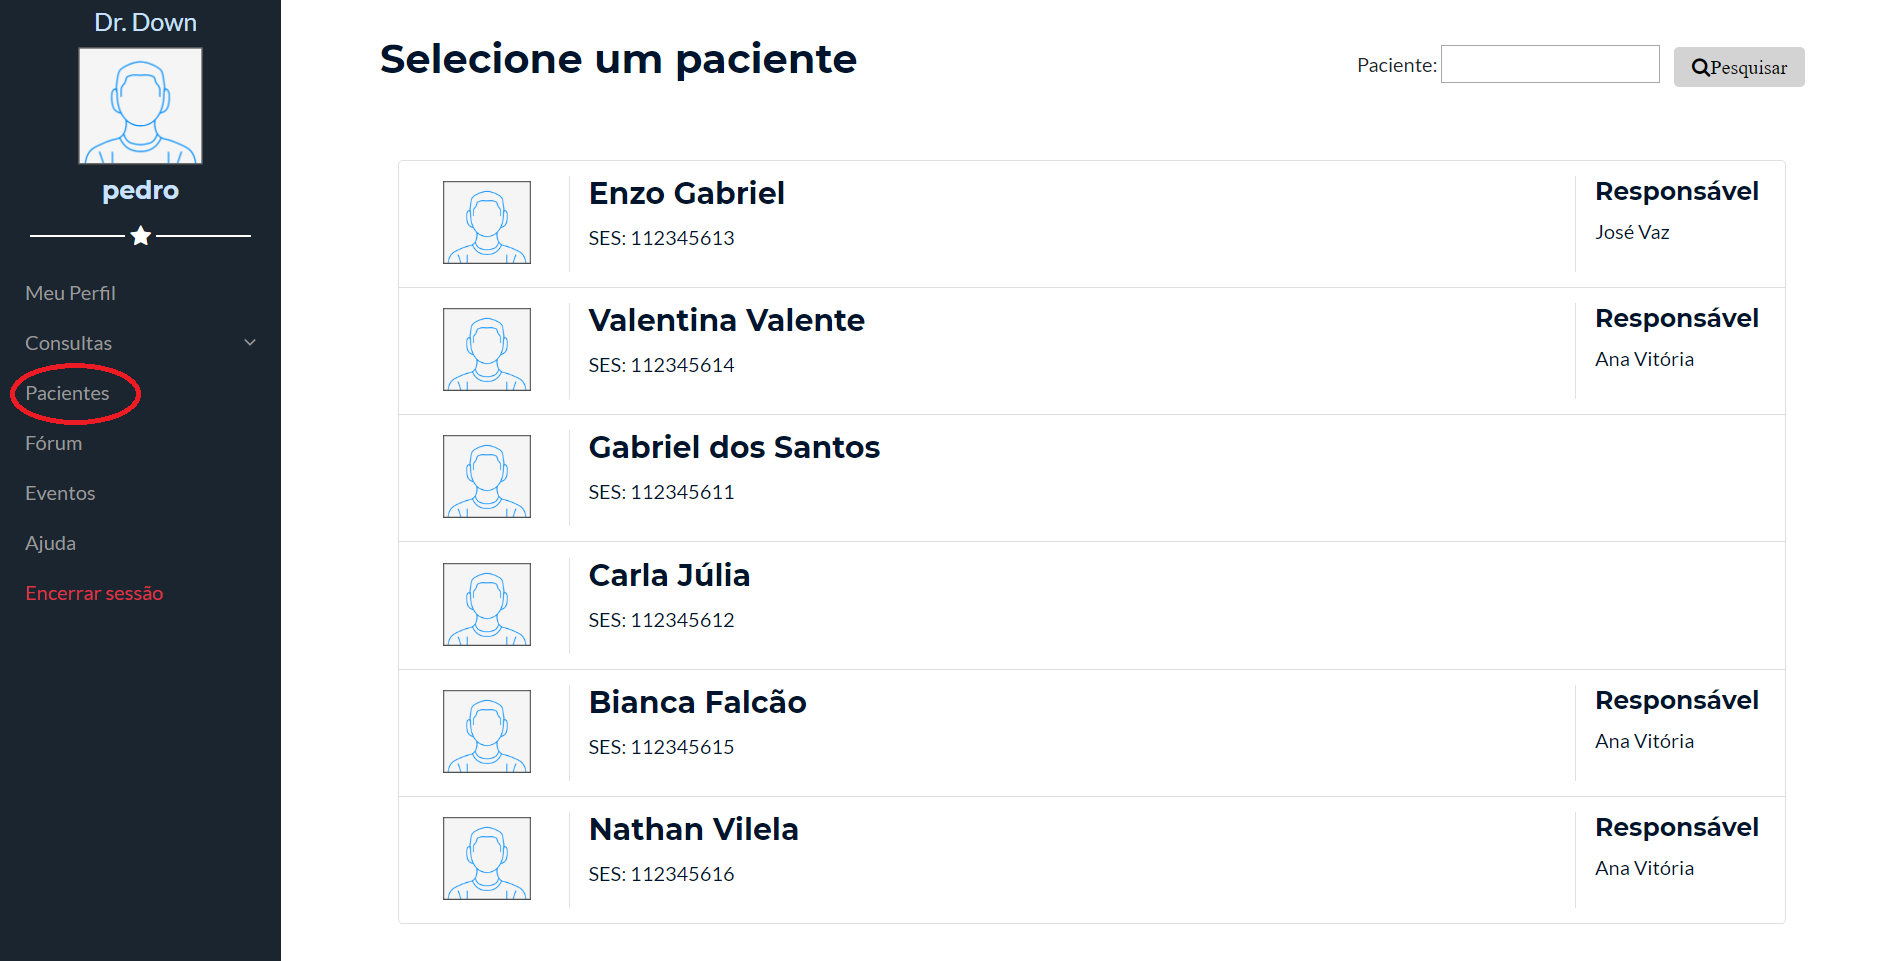 Dr. Down
pedro
Meu Perfil
Consultas
Pacientes
Fórum
Eventos
Ajuda
Encerrar sessão
Selecione um paciente
Paciente:
Pesquisar
Enzo Gabriel
SES: 112345613
Responsável
José Vaz
Valentina Valente
SES: 112345614
Responsável
Ana Vitória
Gabriel dos Santos
SES: 112345611
Carla Júlia
SES: 112345612
Bianca Falcão
SES: 112345615
Responsável
Ana Vitória
Nathan Vilela
SES: 112345616
Responsável
Ana Vitória